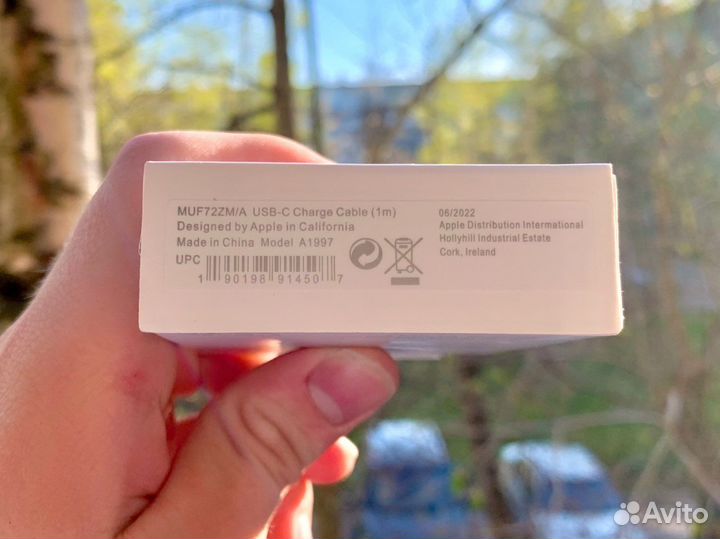 MUF72ZM/A USB-C Charge Cable (1m)
Designed by Apple in California
Made in China Model A1997
UPC
1 90198 91450 7
06/2022
Apple Distribution International
Hollyhill Industrial Estate
Cork, Ireland
Avito